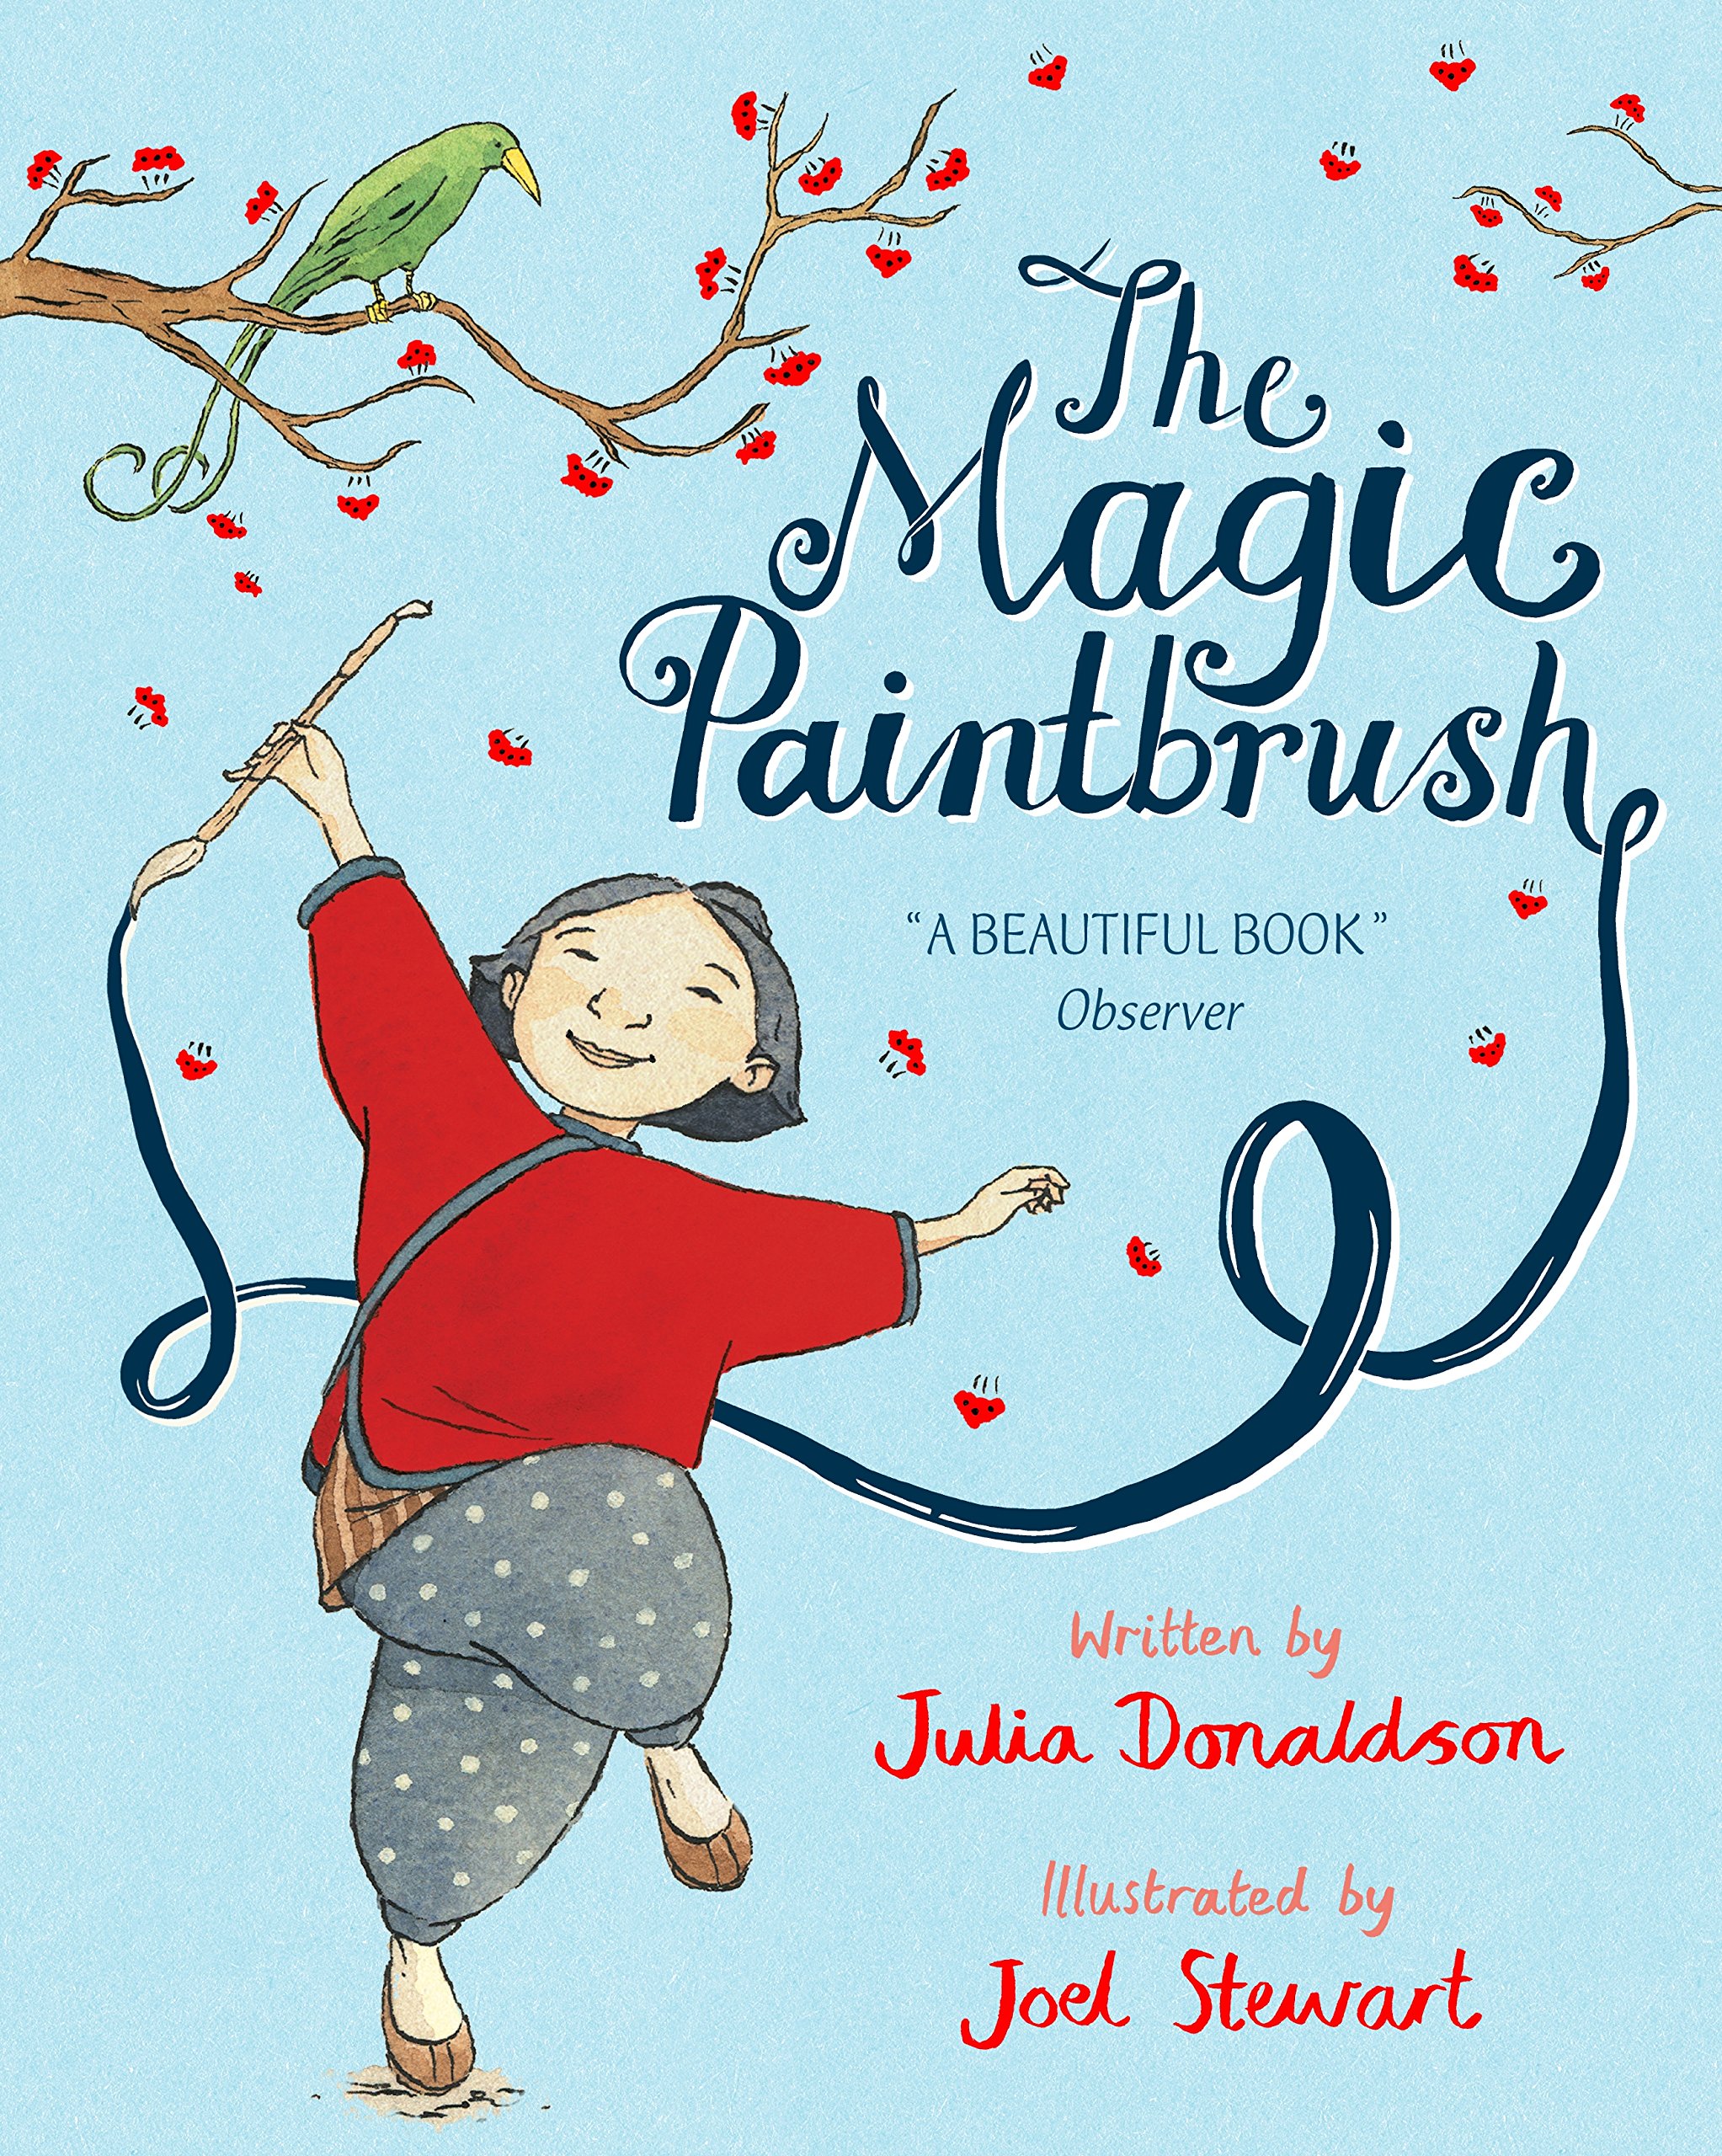 The
Magic
Paintbrush
“A BEAUTIFUL BOOK”
Observer
Written by
Julia Donaldson
Illustrated by
Joel Stewart